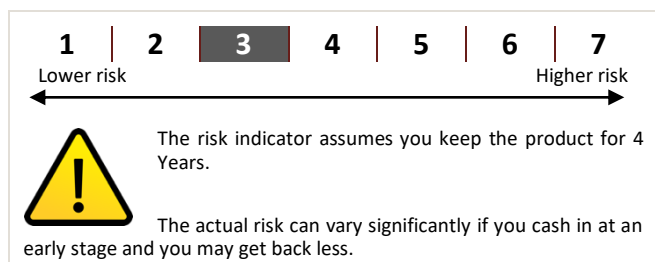 1 2 3 4 5 6 7
Lower risk Higher risk
The risk indicator assumes you keep the product for 4
Years.
The actual risk can vary significantly if you cash in at an
early stage and you may get back less.